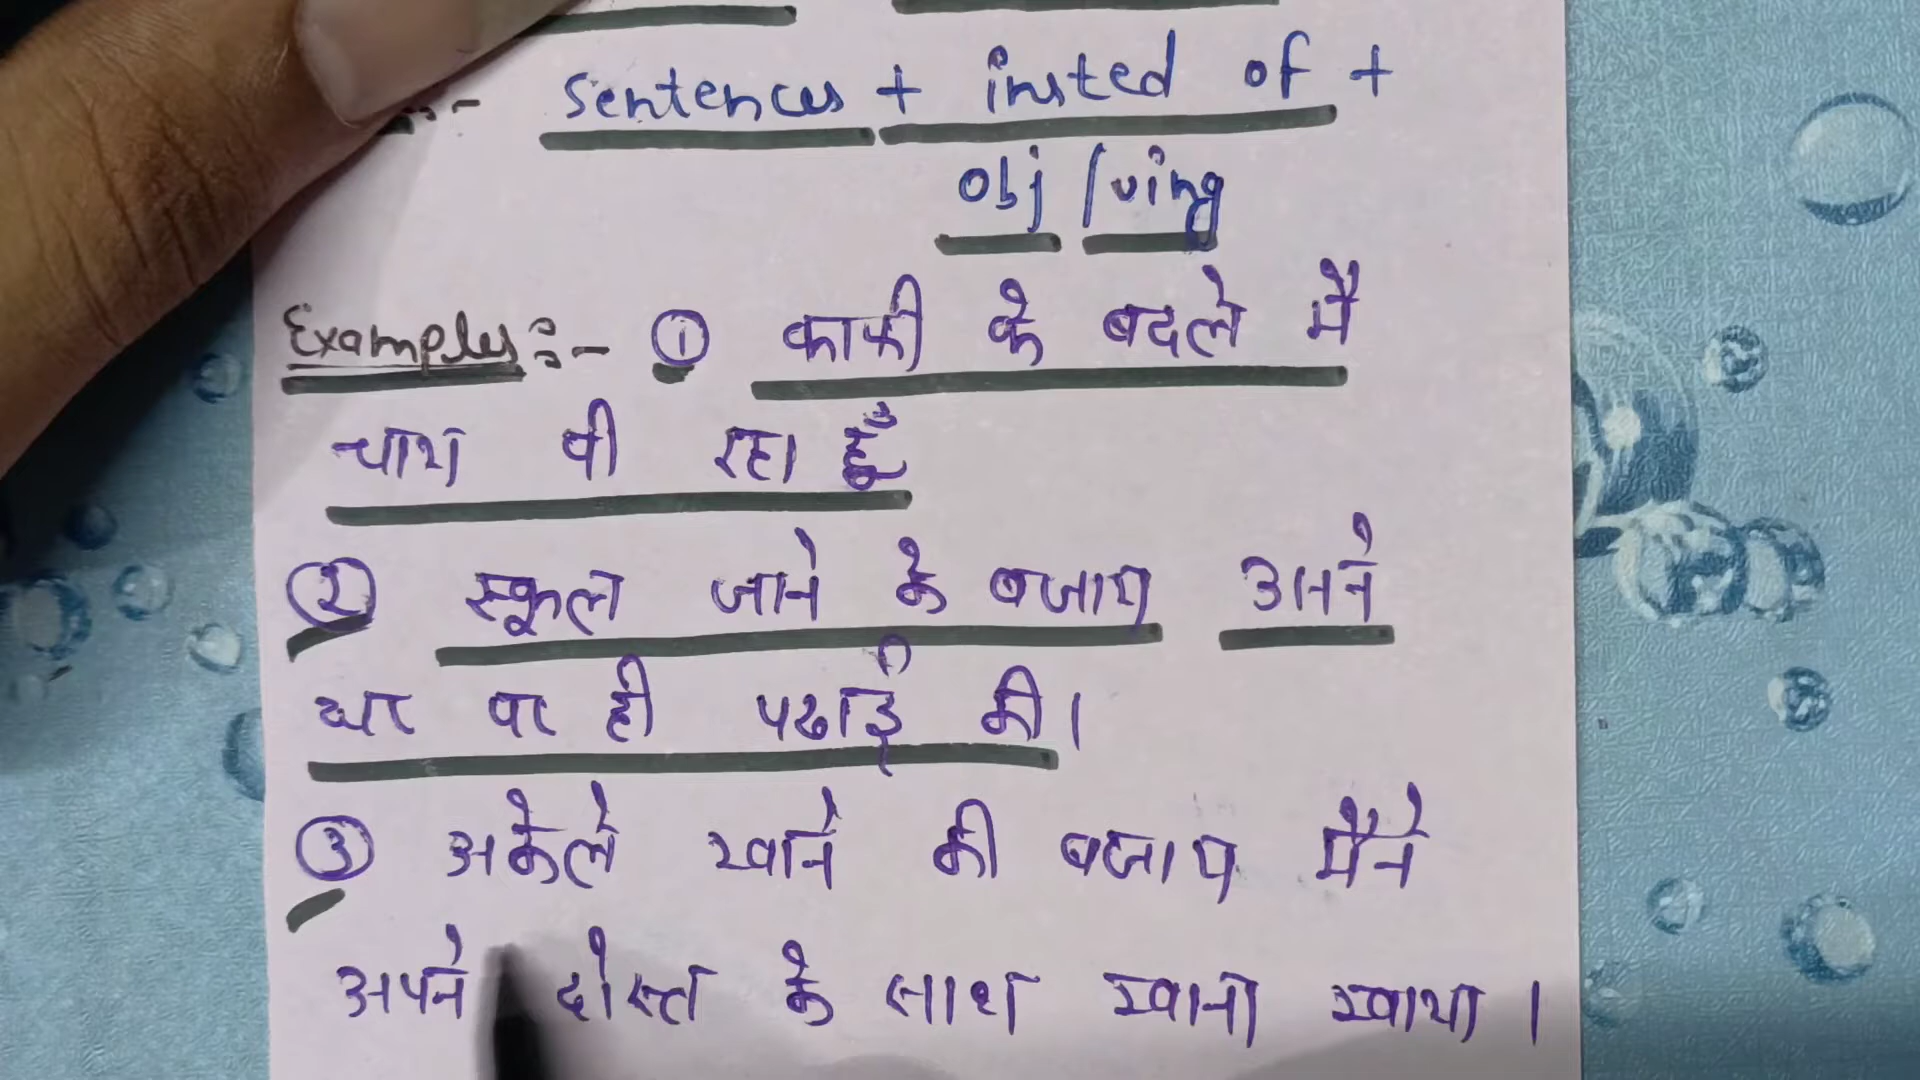 :- Sentences + insted of +
obj / ving
Examples:- ① काफी के बदले मैं
चाय पी रहा हूँ
② स्कूल जाने के बजाय उसने
घर पर ही पढाई की।
③ अकेले खाने की बजाय मैंने
अपने दोस्त के साथ खाना खाया।